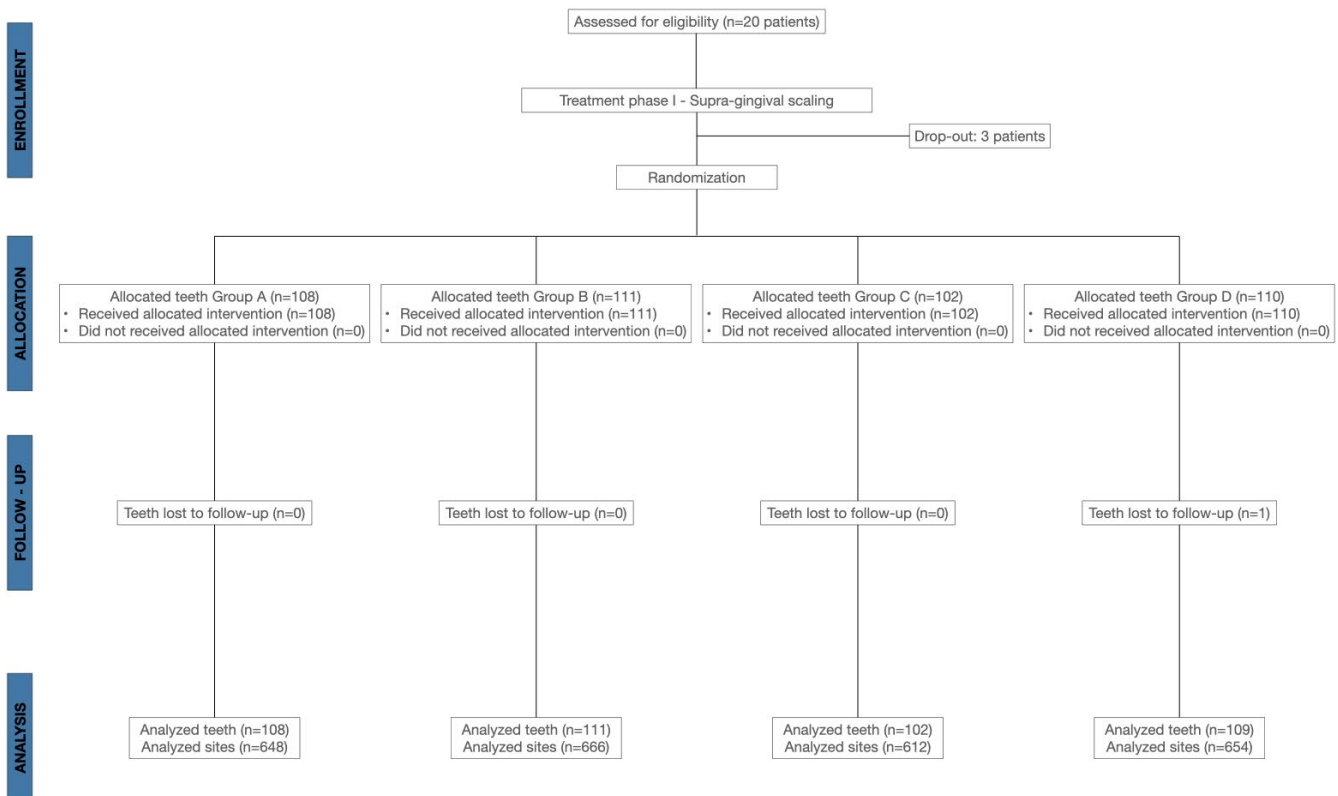 ENROLLMENT
Assessed for eligibility (n=20 patients)
Treatment phase I - Supra-gingival scaling
Drop-out: 3 patients
Randomization
ALLOCATION
Allocated teeth Group A (n=108)
• Received allocated intervention (n=108)
• Did not received allocated intervention (n=0)
Allocated teeth Group B (n=111)
• Received allocated intervention (n=111)
• Did not received allocated intervention (n=0)
Allocated teeth Group C (n=102)
• Received allocated intervention (n=102)
• Did not received allocated intervention (n=0)
Allocated teeth Group D (n=110)
• Received allocated intervention (n=110)
• Did not received allocated intervention (n=0)
FOLLOW - UP
Teeth lost to follow-up (n=0)
Teeth lost to follow-up (n=0)
Teeth lost to follow-up (n=0)
Teeth lost to follow-up (n=1)
ANALYSIS
Analyzed teeth (n=108)
Analyzed sites (n=648)
Analyzed teeth (n=111)
Analyzed sites (n=666)
Analyzed teeth (n=102)
Analyzed sites (n=612)
Analyzed teeth (n=109)
Analyzed sites (n=654)